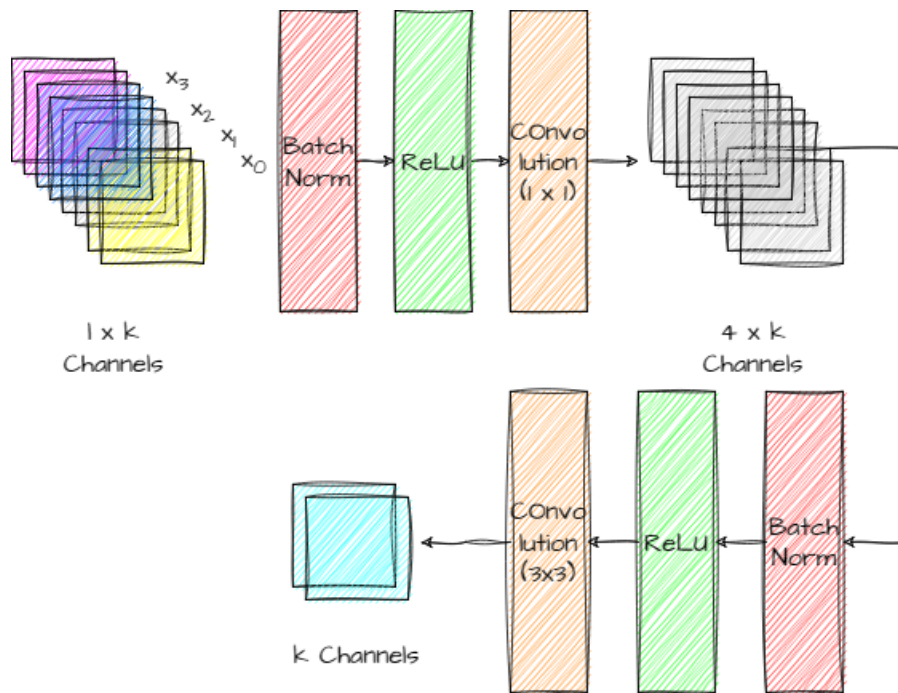 x3
x2
x1
x0
Batch
Norm
ReLU
COnvo
lution
(1 x 1)
1 x k
Channels
4 x k
Channels
COnvo
lution
(3x3)
ReLU
Batch
Norm
k Channels